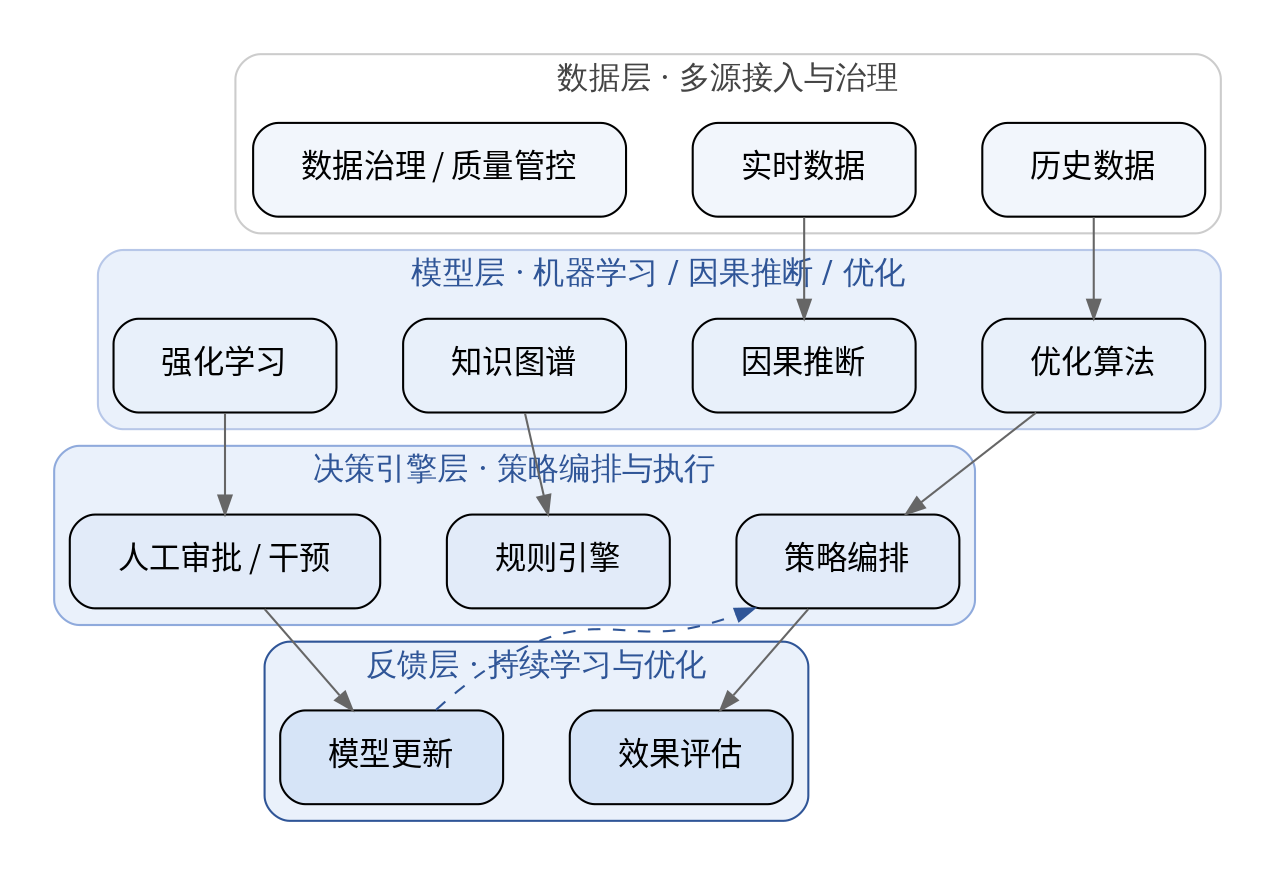 数据层 · 多源接入与治理
数据治理 / 质量管控
实时数据
历史数据
模型层 · 机器学习 / 因果推断 / 优化
强化学习
知识图谱
因果推断
优化算法
决策引擎层 · 策略编排与执行
人工审批 / 干预
规则引擎
策略编排
反馈层 · 持续学习与优化
模型更新
效果评估